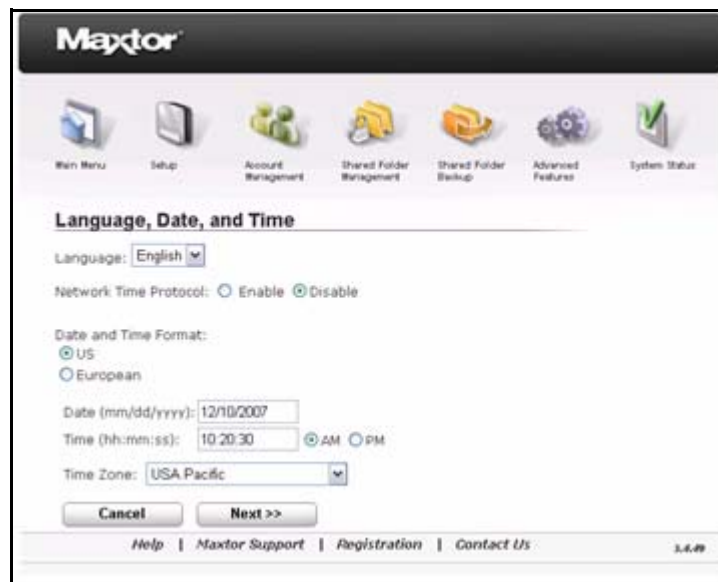 Maxtor
Main Menu
Setup
Account Management
Shared Folder Management
Shared Folder Backup
Advanced Features
System Status
Language, Date, and Time
Language: English
Network Time Protocol: Enable Disable
Date and Time Format:
US
European
Date (mm/dd/yyyy): 12/10/2007
Time (hh:mm:ss): 10:20:30 AM PM
Time Zone: USA Pacific
Cancel Next >>
Help | Maxtor Support | Registration | Contact Us